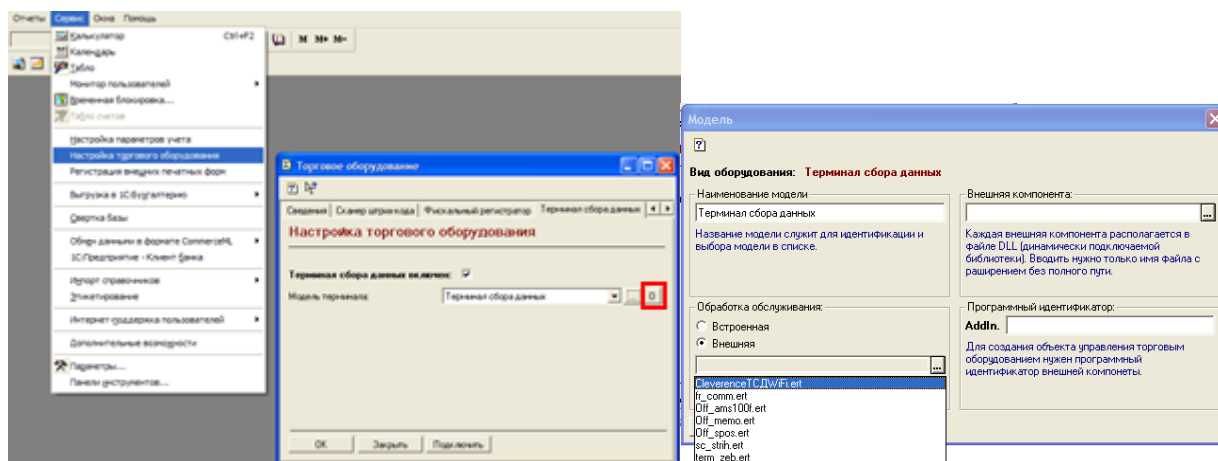 Отчеты Сервис Окна Помощь
Калькулятор Ctrl+F2
Календарь
Табло
Монитор пользователей
Временная блокировка...
Табло счетов
Настройка параметров учета
Настройка торгового оборудования
Регистрация внешних печатных форм
Выгрузка в 1С:Бухгалтерию
Свертка базы
Обмен данными в формате CommerceML
1С:Предприятие - Клиент банка
Импорт справочников
Этикетирование
Интернет-поддержка пользователей
Дополнительные возможности
Параметры...
Панели инструментов...
M M+ M-
Торговое оборудование
Сведения Сканер штрихкода Фискальный регистратор Терминал сбора данных
Настройка торгового оборудования
Терминал сбора данных включен:
Модель терминала: Терминал сбора данных ... О
ОК Закрыть Подключить
Модель
Вид оборудования: Терминал сбора данных
Наименование модели
Терминал сбора данных
Название модели служит для идентификации и
выбора модели в списке.
Внешняя компонента:
...
Каждая внешняя компонента располагается в
файле DLL (динамически подключаемой
библиотеки). Вводить нужно только имя файла с
расширением без полного пути.
Обработка обслуживания:
Встроенная
Внешняя
...
CleverenceТСДWiFi.ert
fr_comm.ert
Off_ams100f.ert
Off_memo.ert
Off_spos.ert
sc_strih.ert
term_zeb.ert
Программный идентификатор:
AddIn.
Для создания объекта управления торговым
оборудованием нужен программный
идентификатор внешней компонеты.